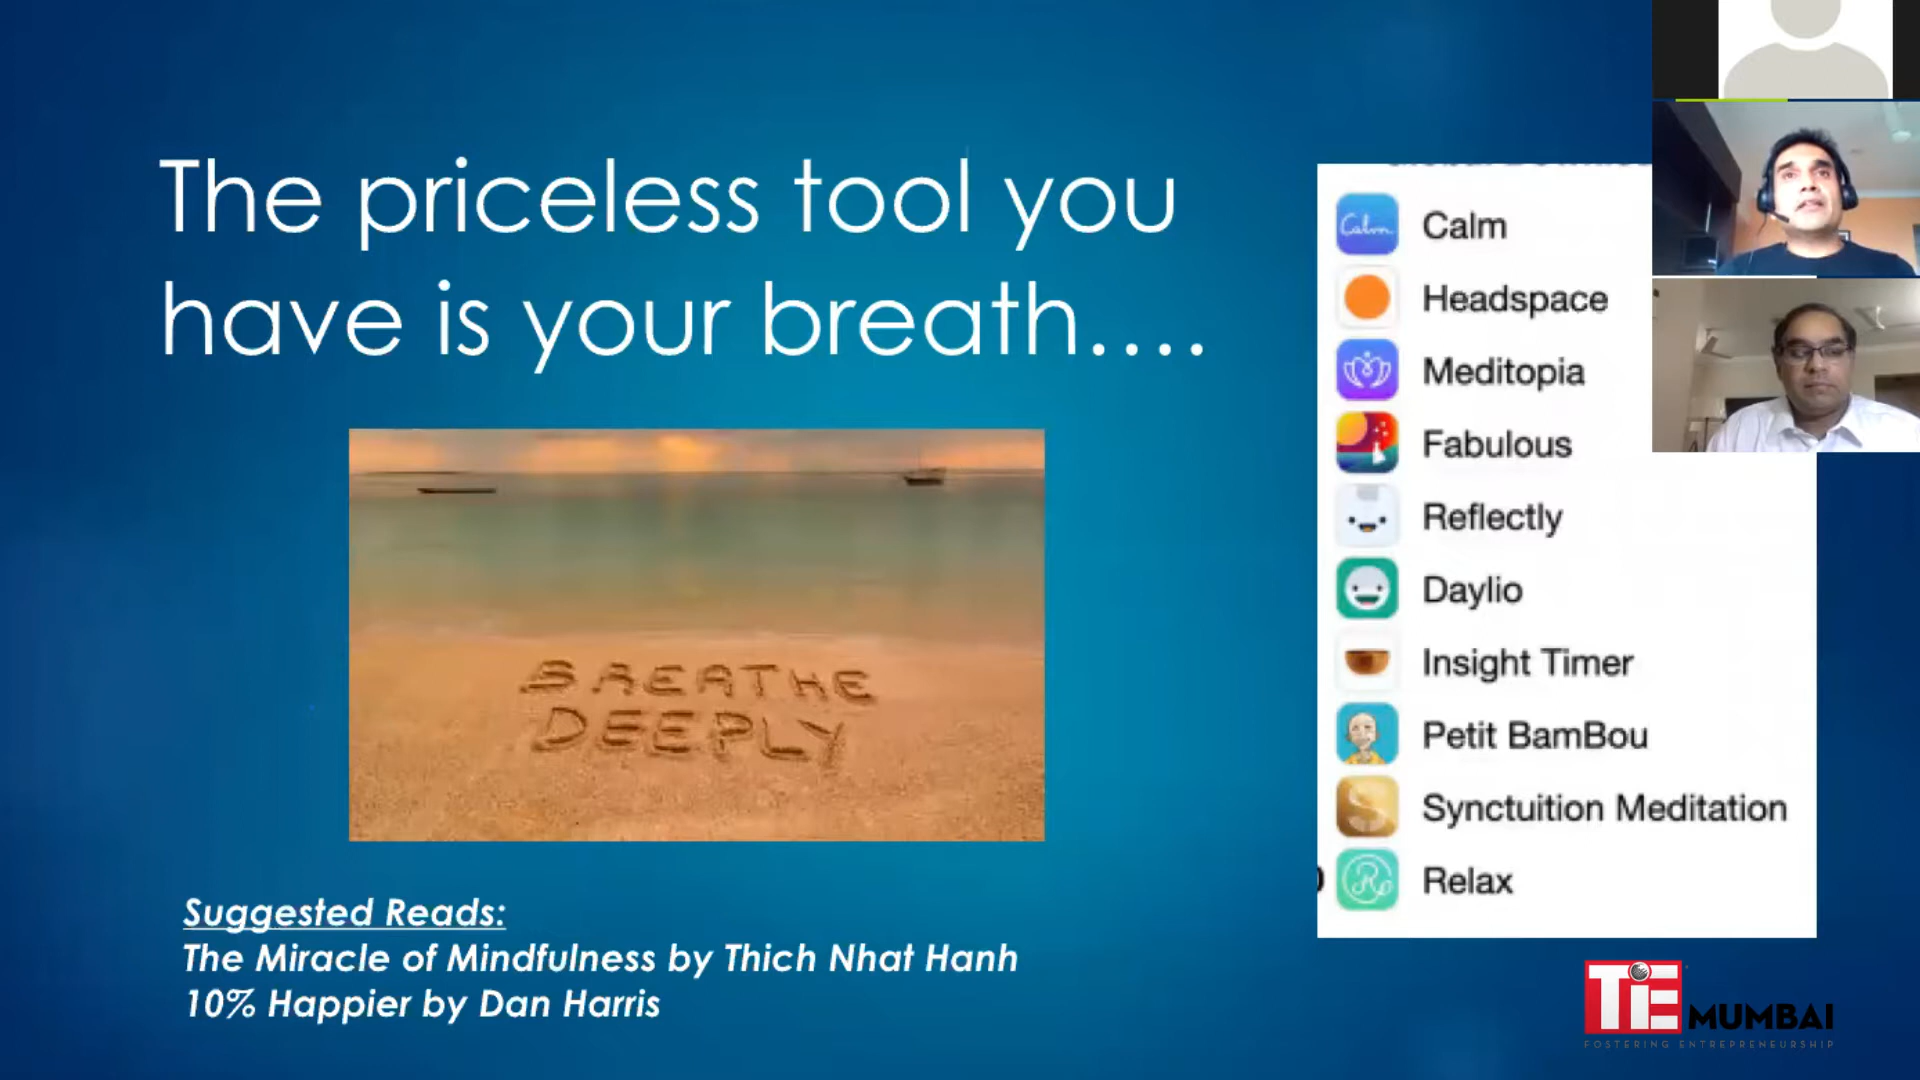 The priceless tool you
have is your breath....
BREATHE
DEEPLY
Suggested Reads:
The Miracle of Mindfulness by Thich Nhat Hanh
10% Happier by Dan Harris
Calm
Calm
Headspace
Meditopia
Fabulous
Reflectly
Daylio
Insight Timer
Petit BamBou
Synctuition Meditation
Relax
TiE MUMBAI
FOSTERING ENTREPRENEURSHIP